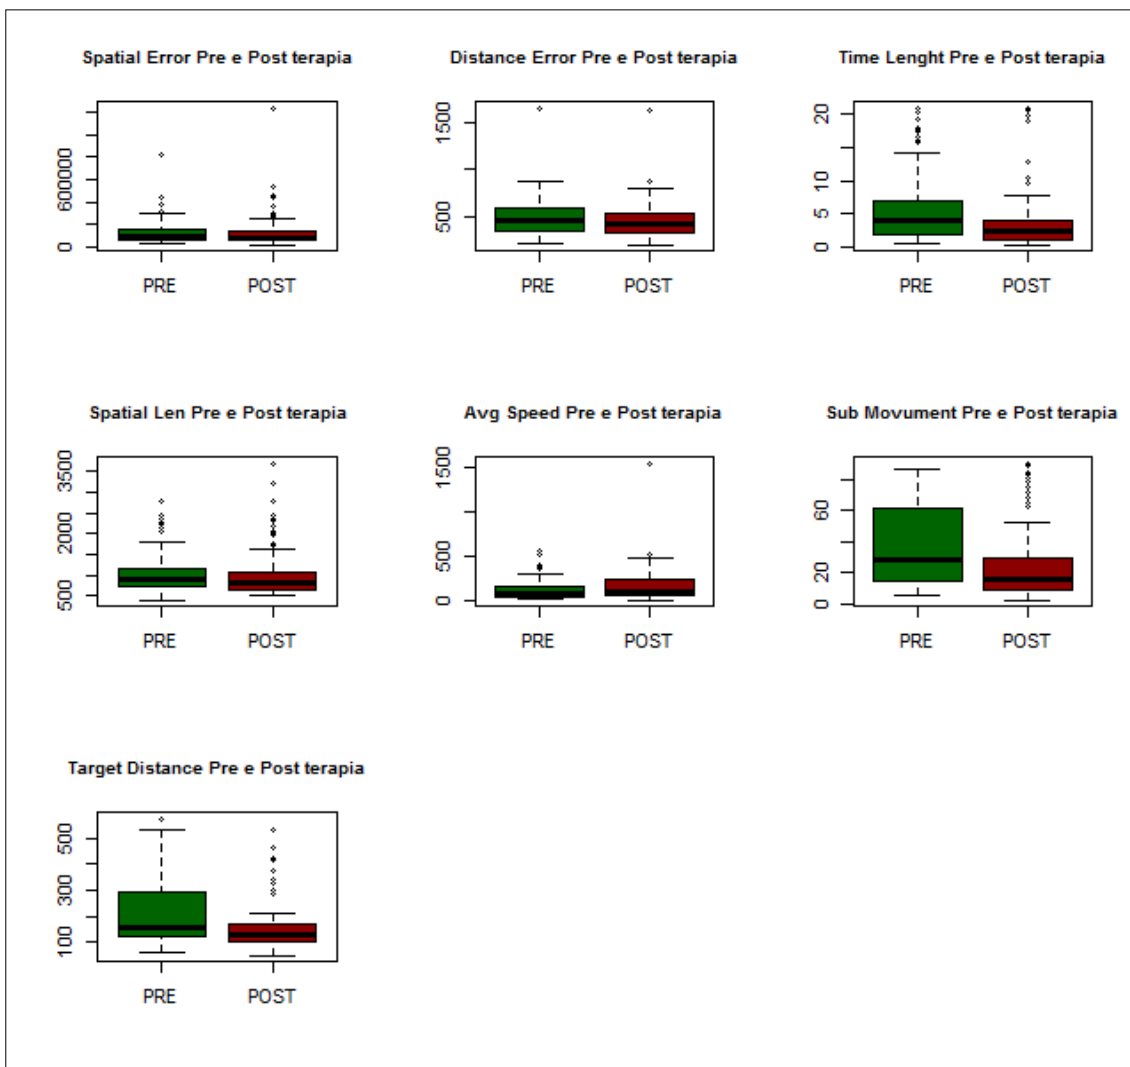 Spatial Error Pre e Post terapia
Distance Error Pre e Post terapia
Time Lenght Pre e Post terapia
600000
0
PRE
POST
1500
500
PRE
POST
20
10
5
0
PRE
POST
Spatial Len Pre e Post terapia
Avg Speed Pre e Post terapia
Sub Movument Pre e Post terapia
3500
2000
500
PRE
POST
1500
500
0
PRE
POST
60
20
0
PRE
POST
Target Distance Pre e Post terapia
500
300
100
PRE
POST